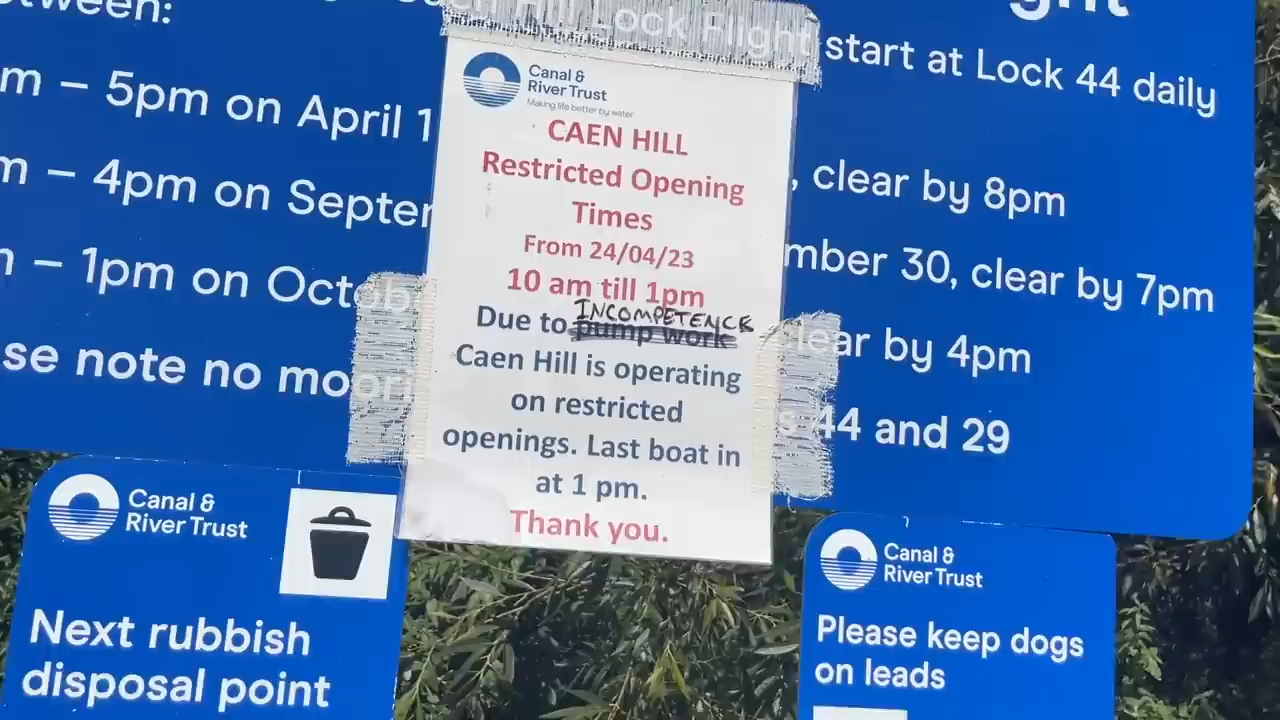 tween:
Hill Lock Flight
ght
start at Lock 44 daily
m – 5pm on April 1
, clear by 8pm
m – 4pm on Septe
mber 30, clear by 7pm
– 1pm on Octob
lear by 4pm
se note no moori
44 and 29
Canal &
River Trust
Making life better by water
CAEN HILL
Restricted Opening
Times
From 24/04/23
10 am till 1pm
INCOMPETENCE
Due to pump work
Caen Hill is operating
on restricted
openings. Last boat in
at 1 pm.
Thank you.
Canal &
River Trust
Next rubbish
disposal point
Canal &
River Trust
Please keep dogs
on leads